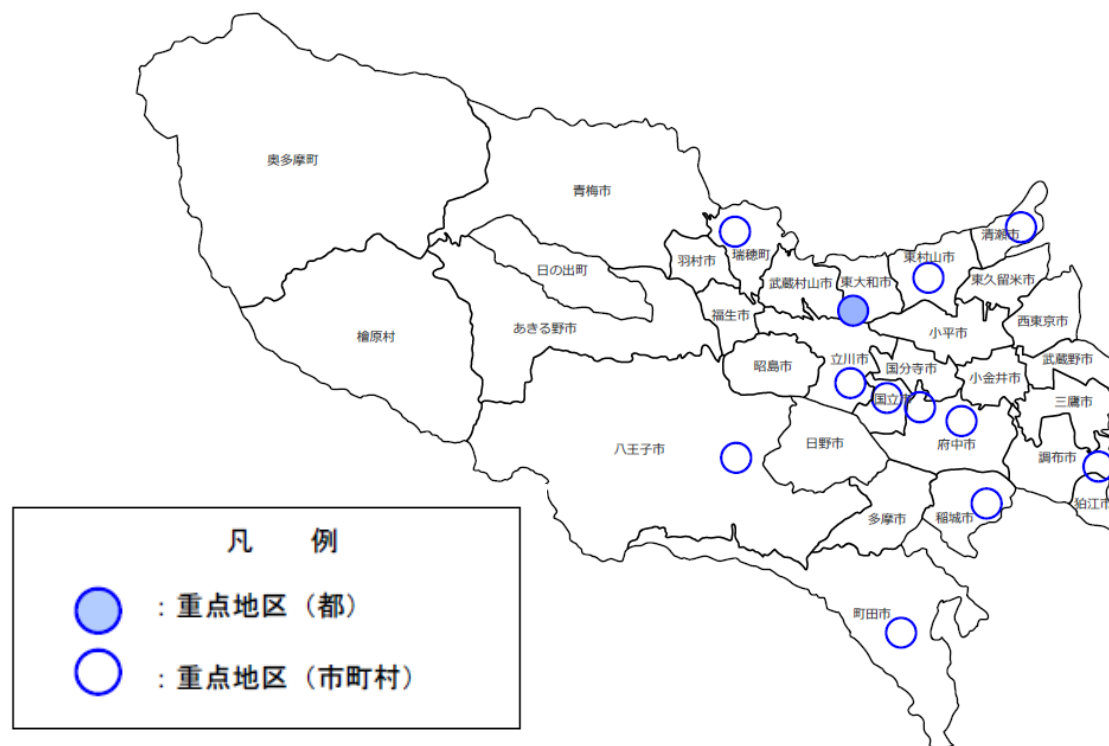 奥多摩町
青梅市
清瀬市
瑞穂町
東村山市
羽村市
日の出町
武蔵村山市
東大和市
東久留米市
福生市
あきる野市
西東京市
小平市
檜原村
昭島市
立川市
国分寺市
武蔵野市
小金井市
国立市
三鷹市
八王子市
日野市
府中市
調布市
狛江市
多摩市
稲城市
町田市
凡 例
：重点地区（都）
：重点地区（市町村）